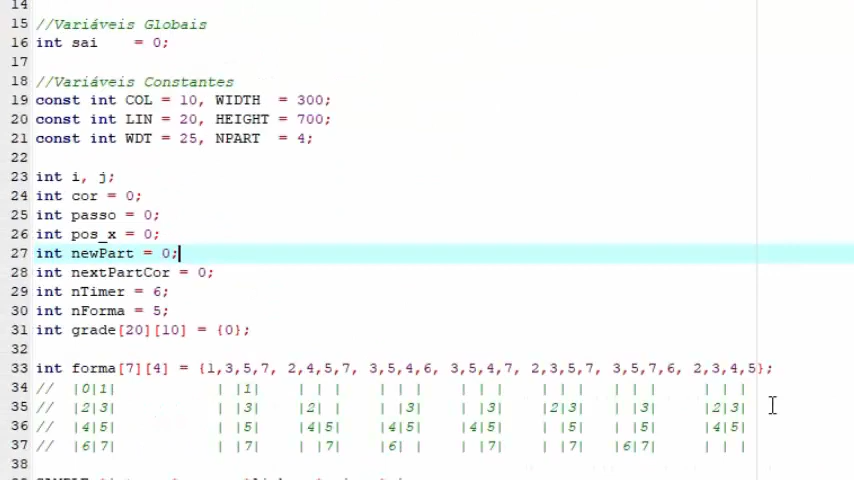 14
15 //Variáveis Globais
16 int sai    = 0;
17
18 //Variáveis Constantes
19 const int COL = 10, WIDTH  = 300;
20 const int LIN = 20, HEIGHT = 700;
21 const int WDT = 25, NPART  = 4;
22
23 int i, j;
24 int cor = 0;
25 int passo = 0;
26 int pos_x = 0;
27 int newPart = 0;
28 int nextPartCor = 0;
29 int nTimer = 6;
30 int nForma = 5;
31 int grade[20][10] = {0};
32
33 int forma[7][4] = {1,3,5,7, 2,4,5,7, 3,5,4,6, 3,5,4,7, 2,3,5,7, 3,5,7,6, 2,3,4,5};
34 //  |0|1|            | |1|    | | |    | | |    | | |    | | |    | | |    | | |
35 //  |2|3|            | |3|    |2| |    | |3|    | |3|    |2|3|    | |3|    |2|3|
36 //  |4|5|            | |5|    |4|5|    |4|5|    |4|5|    | |5|    | |5|    |4|5|
37 //  |6|7|            | |7|    | |7|    |6| |    | |7|    | |7|    |6|7|    | | |
38